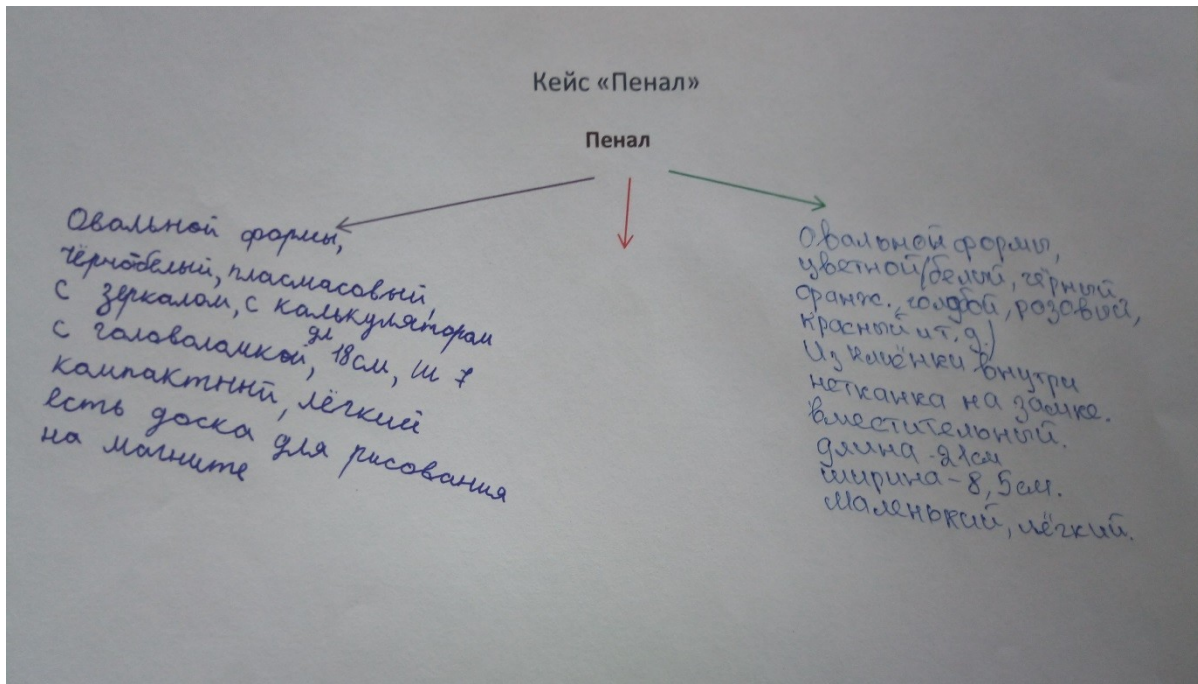 Кейс «Пенал»
Пенал
Овальной формы,
чёрнобелый, пласмасовый,
с зеркалом, с калькулятором
с головоломкой, дл 18см, ш 7
компактный, лёгкий
есть доска для рисования
на магните
Овальной формы,
цветной (белый, чёрный,
оранж. голубой, розовый,
красный и т. д.)
Из клиёнки внутри
нетканка на замке.
вместительный.
длина-21см
ширина-8,5см.
Маленький, лёгкий.